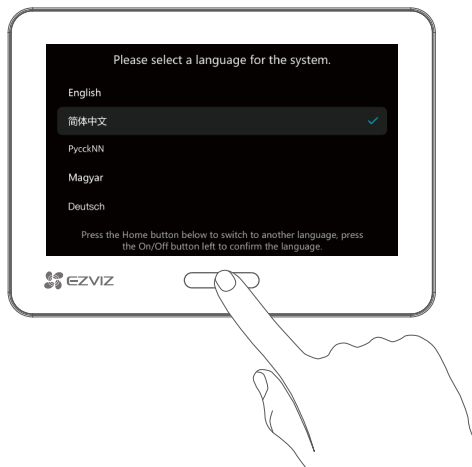 Please select a language for the system.
English
简体中文
PyccкNN
Magyar
Deutsch
Press the Home button below to switch to another language, press
the On/Off button left to confirm the language.
EZVIZ